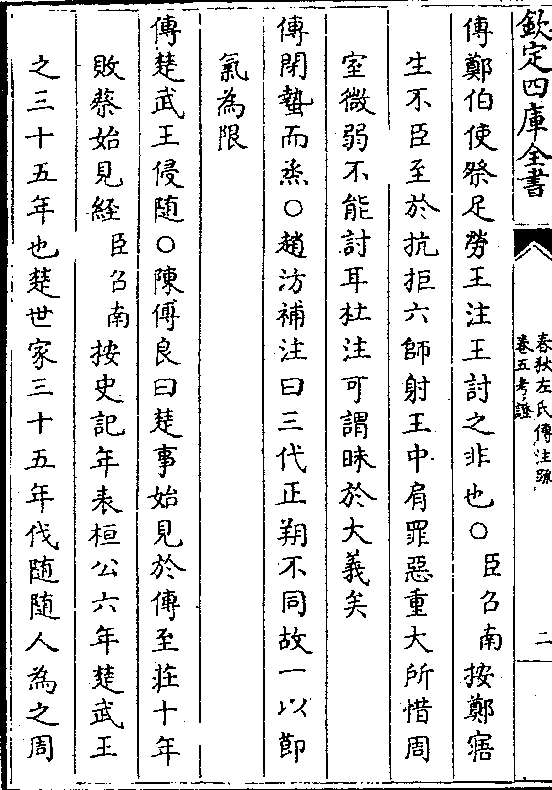 欽定四庫全書
春秋左氏傳注疏
卷五考證
二
傳鄭伯使祭足勞王注王討之非也○臣召南按鄭寤
生不臣至於抗拒六師射王中肩罪惡重大所惜周
室微弱不能討耳杜注可謂昧於大義矣
傳閉蟄而烝○趙汸補注曰三代正朔不同故一以節
氣為限
傳楚武王侵隨○陳傅良曰楚事始見於傳至莊十年
敗蔡始見經臣召南按史記年表桓公六年楚武王
之三十五年也楚世家三十五年伐随随人為之周